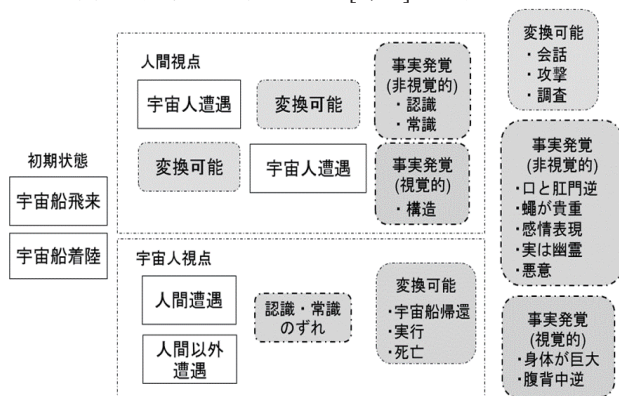 初期状態
宇宙船飛来
宇宙船着陸
人間視点
宇宙人遭遇
変換可能
事実発覚
(非視覚的)
・認識
・常識
変換可能
宇宙人遭遇
事実発覚
(視覚的)
・構造
宇宙人視点
人間遭遇
人間以外
遭遇
認識・常識
のずれ
変換可能
・宇宙船帰還
・実行
・死亡
変換可能
・会話
・攻撃
・調査
事実発覚
(非視覚的)
・口と肛門逆
・蠅が貴重
・感情表現
・実は幽霊
・悪意
事実発覚
(視覚的)
・身体が巨大
・腹背中逆